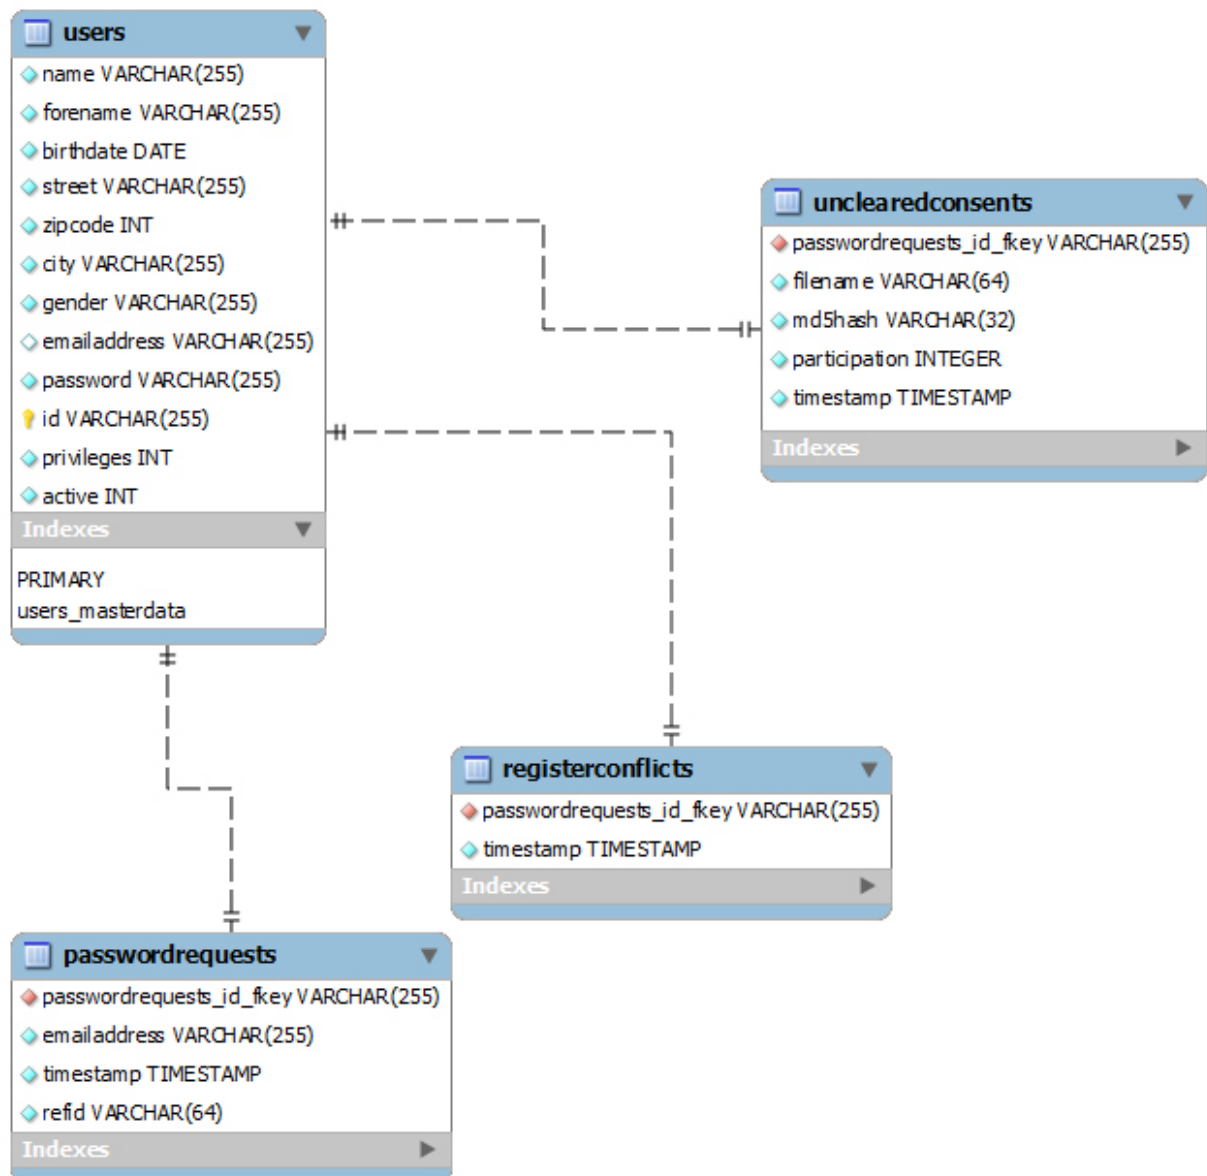 users
name VARCHAR(255)
forename VARCHAR(255)
birthdate DATE
street VARCHAR(255)
zipcode INT
city VARCHAR(255)
gender VARCHAR(255)
emailaddress VARCHAR(255)
password VARCHAR(255)
id VARCHAR(255)
privileges INT
active INT
Indexes
PRIMARY
users_masterdata
unclearedconsents
passwordrequests_id_fkey VARCHAR(255)
filename VARCHAR(64)
md5hash VARCHAR(32)
participation INTEGER
timestamp TIMESTAMP
Indexes
registerconflicts
passwordrequests_id_fkey VARCHAR(255)
timestamp TIMESTAMP
Indexes
passwordrequests
passwordrequests_id_fkey VARCHAR(255)
emailaddress VARCHAR(255)
timestamp TIMESTAMP
refid VARCHAR(64)
Indexes